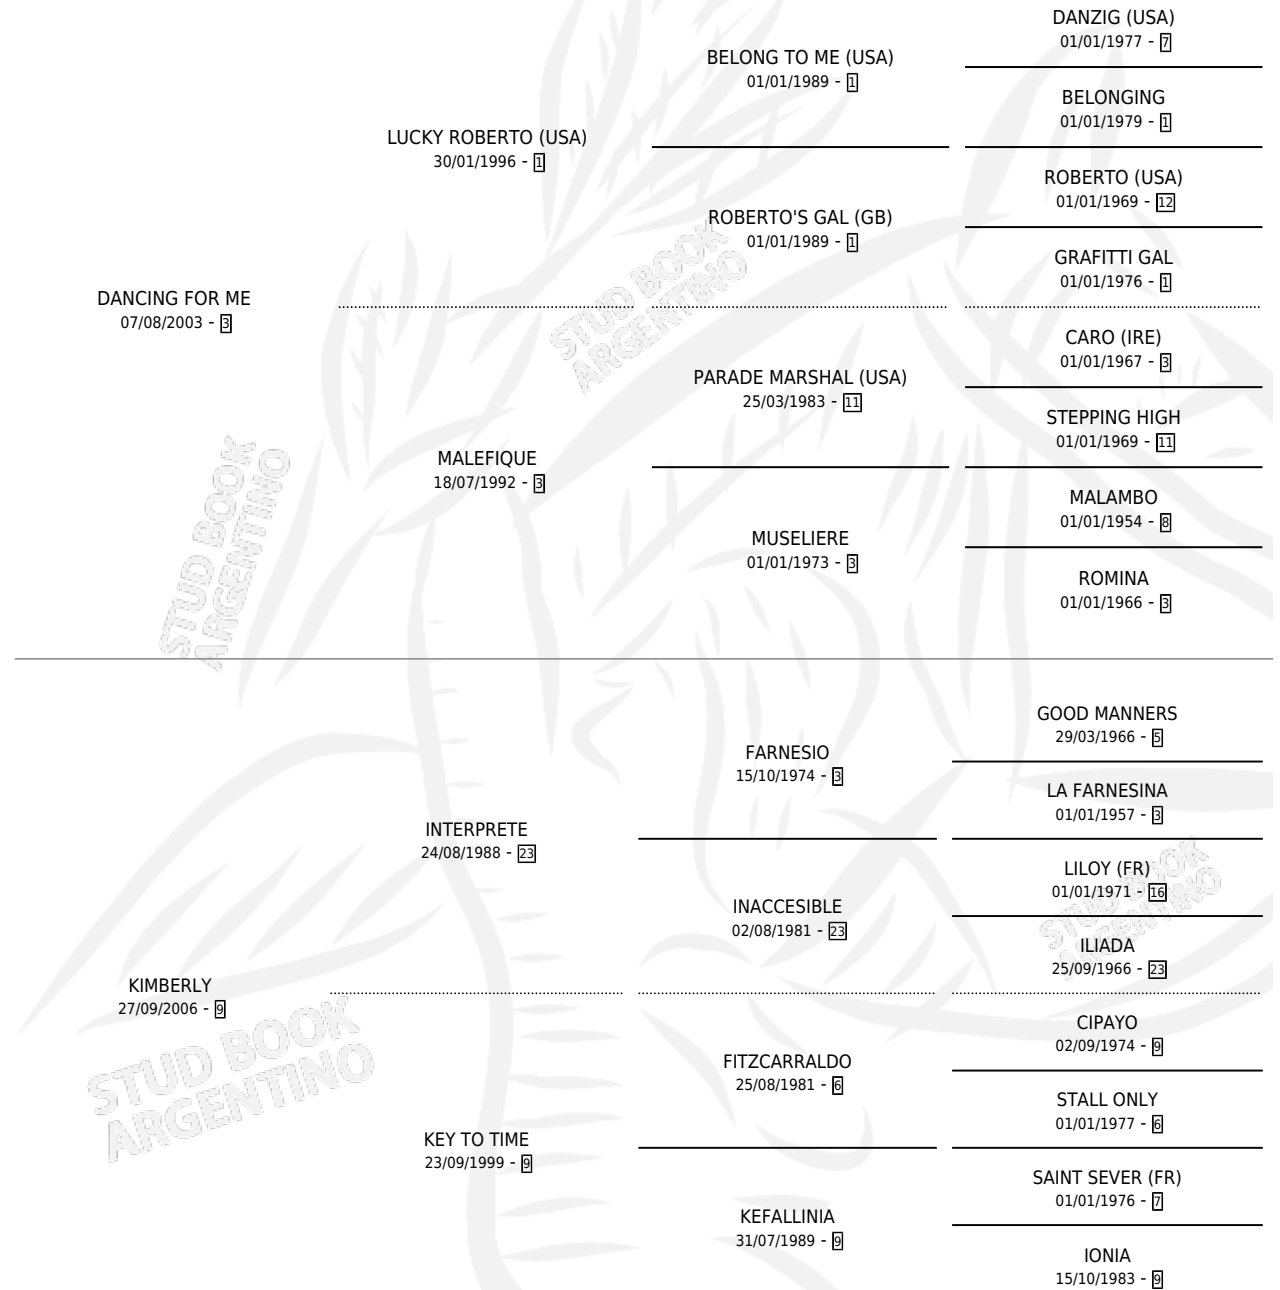 DANZIG (USA)
01/01/1977 - 7
BELONG TO ME (USA)
01/01/1989 - 1
BELONGING
01/01/1979 - 1
LUCKY ROBERTO (USA)
30/01/1996 - 1
ROBERTO (USA)
01/01/1969 - 12
ROBERTO'S GAL (GB)
01/01/1989 - 1
GRAFITTI GAL
01/01/1976 - 1
DANCING FOR ME
07/08/2003 - 3
STUD BOOK
ARGENTINO
CARO (IRE)
01/01/1967 - 3
PARADE MARSHAL (USA)
25/03/1983 - 11
STEPPING HIGH
01/01/1969 - 11
MALEFIQUE
18/07/1992 - 3
MALAMBO
01/01/1954 - 8
MUSELIERE
01/01/1973 - 3
ROMINA
01/01/1966 - 3
STUD BOOK
ARGENTINO
GOOD MANNERS
29/03/1966 - 5
FARNESIO
15/10/1974 - 3
LA FARNESINA
01/01/1957 - 3
INTERPRETE
24/08/1988 - 23
LILOY (FR)
01/01/1971 - 16
INACCESIBLE
02/08/1981 - 23
ILIADA
25/09/1966 - 23
STUD BOOK
ARGENTINO
KIMBERLY
27/09/2006 - 9
STUD BOOK
ARGENTINO
CIPAYO
02/09/1974 - 9
FITZCARRALDO
25/08/1981 - 6
STALL ONLY
01/01/1977 - 6
KEY TO TIME
23/09/1999 - 9
SAINT SEVER (FR)
01/01/1976 - 7
KEFALLINIA
31/07/1989 - 9
IONIA
15/10/1983 - 9